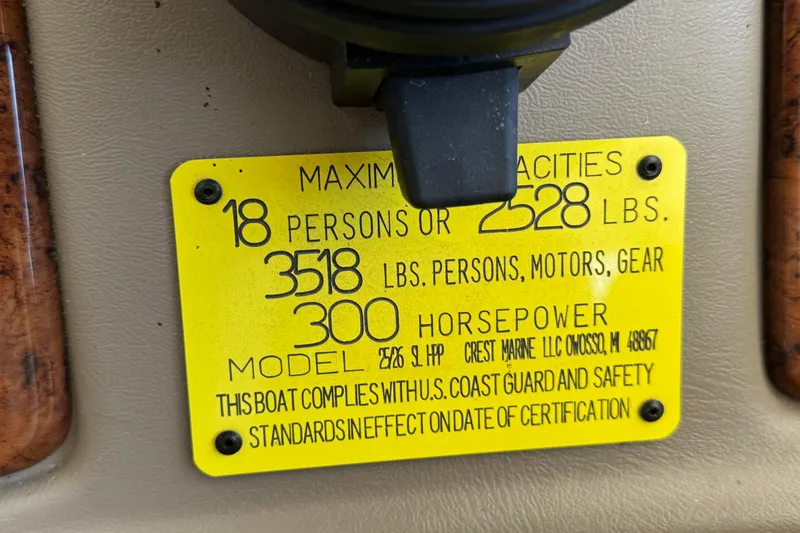 MAXIM ACITIES
18 PERSONS OR 2528 LBS.
3518 LBS. PERSONS, MOTORS, GEAR
300 HORSEPOWER
MODEL 25/26 SL HPP CREST MARINE LLC OWOSSO, MI 48867
THIS BOAT COMPLIES WITH U.S. COAST GUARD AND SAFETY
STANDARDS IN EFFECT ON DATE OF CERTIFICATION